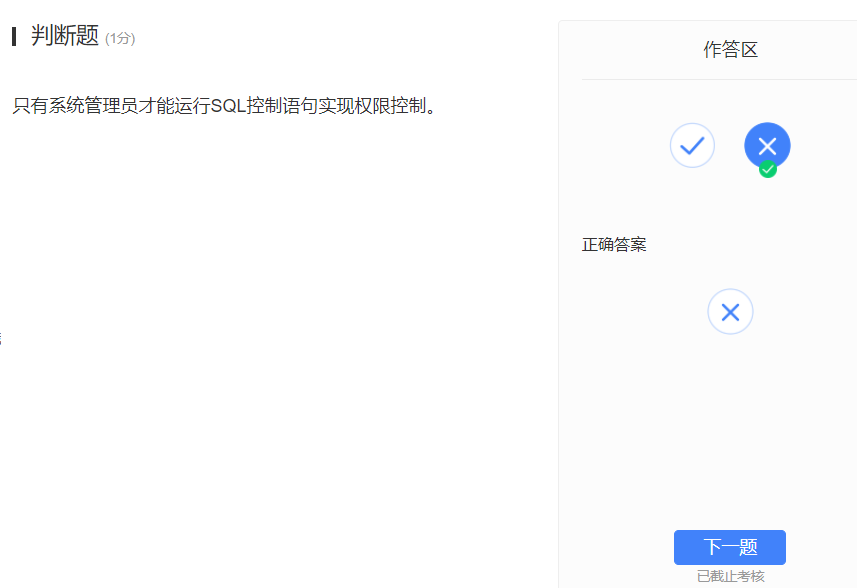 判断题 (1分)
只有系统管理员才能运行SQL控制语句实现权限控制。
作答区
正确答案
下一题
已截止考核